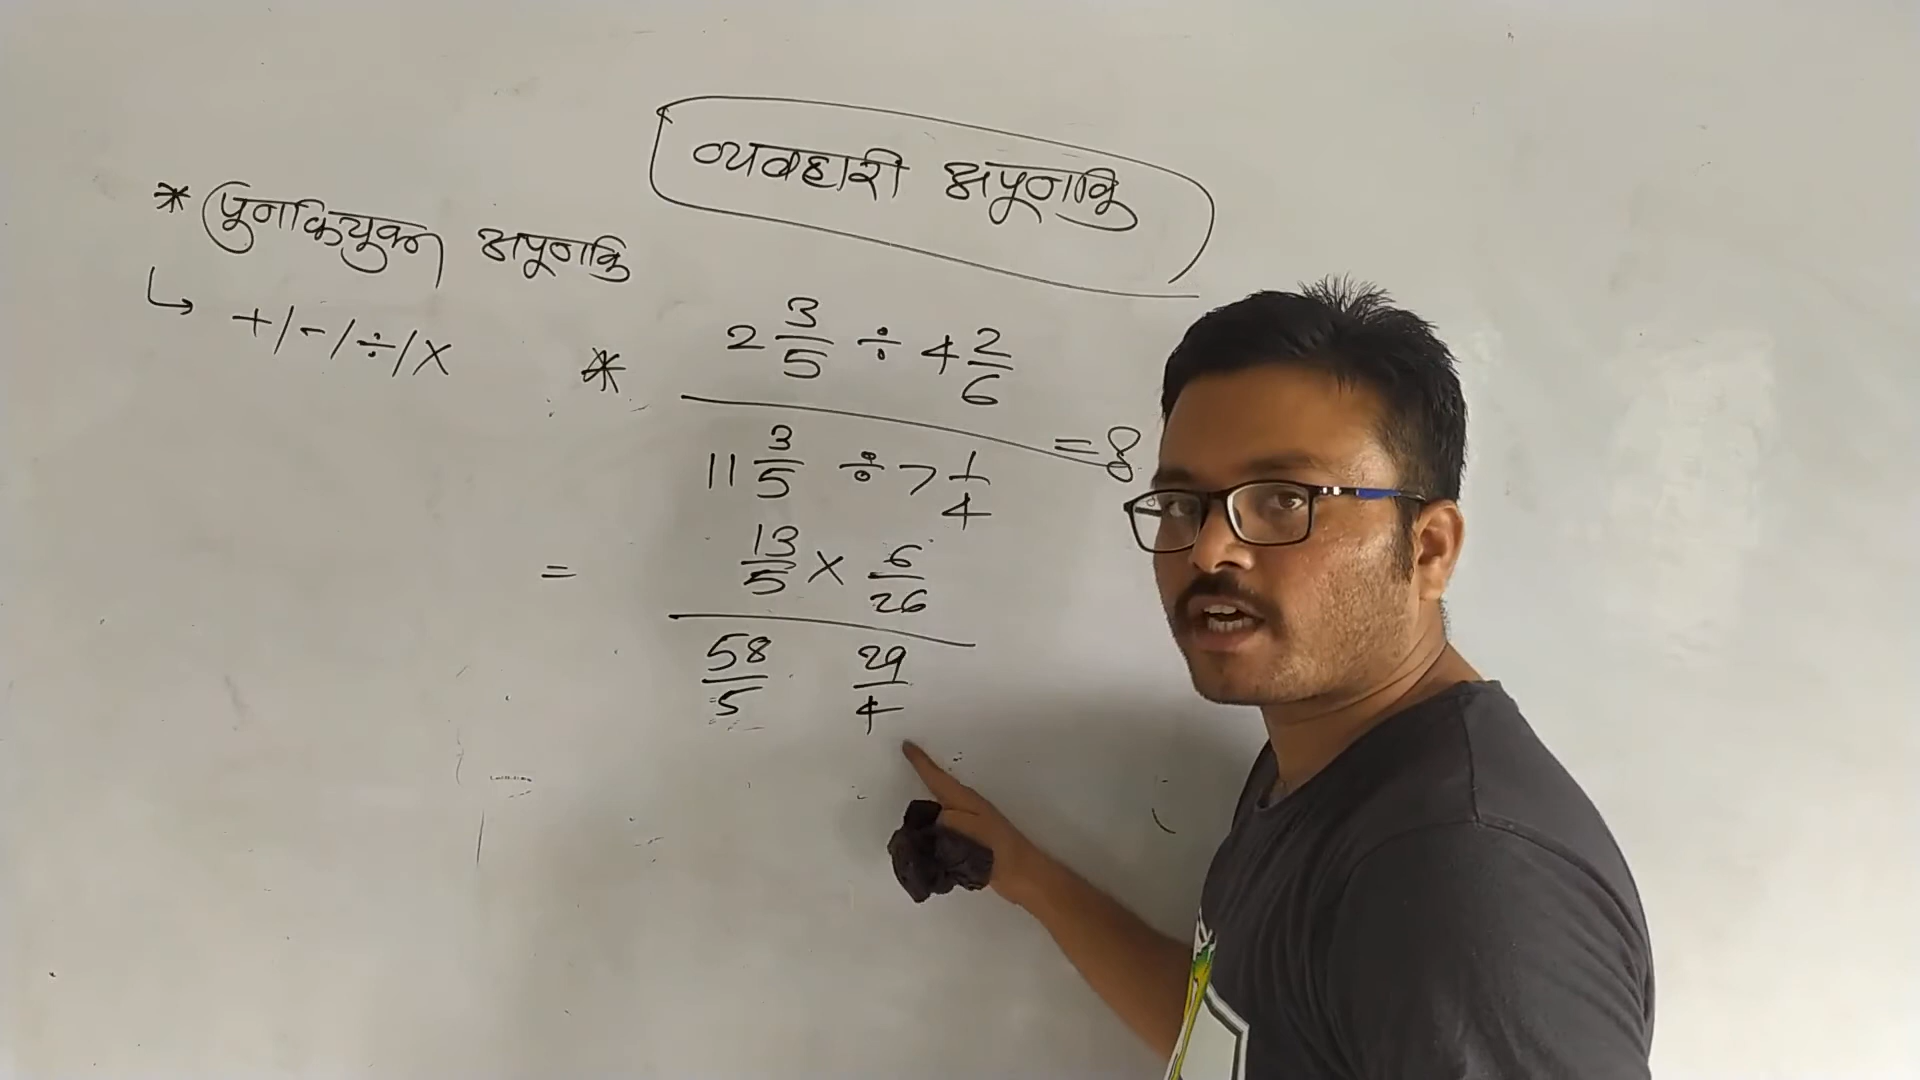 व्यवहारी अपूर्नांक
* पूर्नांकयुक्त अपूर्नांक
↳ +/-/÷/×
* 2 3/5 ÷ 4 2/6
= 8
11 3/5 ÷ 7 1/4
= 13/5 × 6/26
58/5 29/4